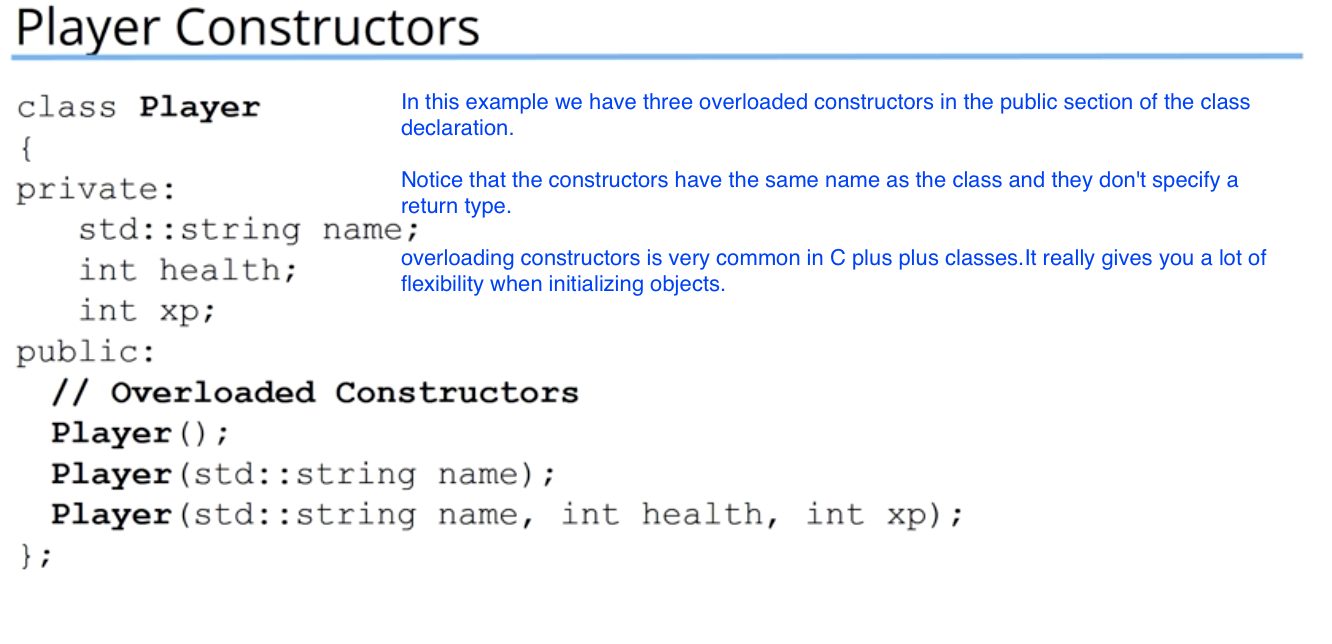 Player Constructors
class Player
{
private:
std::string name;
int health;
int xp;
public:
// Overloaded Constructors
Player();
Player(std::string name);
Player(std::string name, int health, int xp);
};
In this example we have three overloaded constructors in the public section of the class
declaration.
Notice that the constructors have the same name as the class and they don't specify a
return type.
overloading constructors is very common in C plus plus classes.It really gives you a lot of
flexibility when initializing objects.